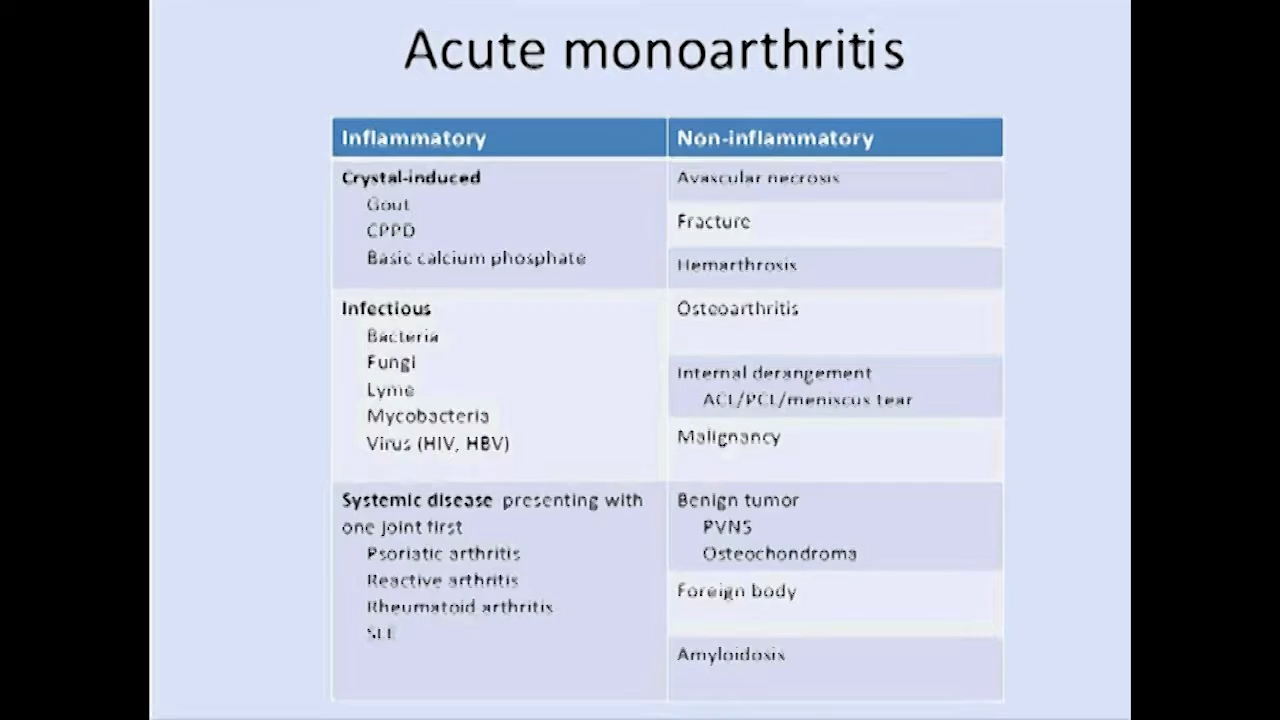 Acute monoarthritis
Inflammatory
Non-inflammatory
Crystal-induced
Gout
CPPD
Basic calcium phosphate
Infectious
Bacteria
Fungi
Lyme
Mycobacteria
Virus (HIV, HBV)
Systemic disease presenting with
one joint first
Psoriatic arthritis
Reactive arthritis
Rheumatoid arthritis
SLE
Avascular necrosis
Fracture
Hemarthrosis
Osteoarthritis
Internal derangement
ACL/PCL/meniscus tear
Malignancy
Benign tumor
PVNS
Osteochondroma
Foreign body
Amyloidosis